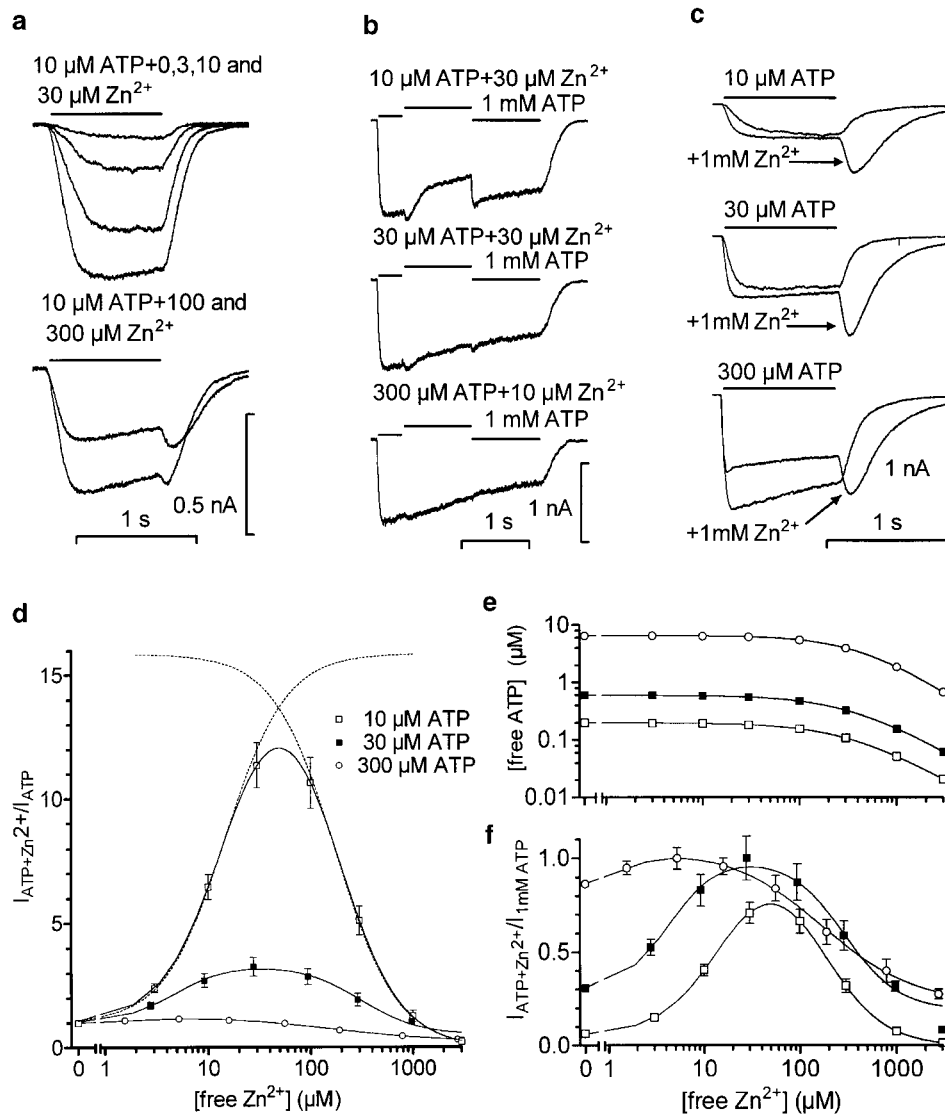 a
10 µM ATP+0,3,10 and
30 µM Zn2+
10 µM ATP+100 and
300 µM Zn2+
0.5 nA
1 s
b
10 µM ATP+30 µM Zn2+
1 mM ATP
30 µM ATP+30 µM Zn2+
1 mM ATP
300 µM ATP+10 µM Zn2+
1 mM ATP
1 nA
1 s
c
10 µM ATP
+1mM Zn2+
30 µM ATP
+1mM Zn2+
300 µM ATP
1 nA
+1mM Zn2+
1 s
d
IATP+Zn2+/IATP
15
10
5
0
10 µM ATP
30 µM ATP
300 µM ATP
0 1 10 100 1000
[free Zn2+] (µM)
e
[free ATP] (µM)
10
1
0.1
0.01
0 1 10 100 1000
f
IATP+Zn2+/I1mM ATP
1.0
0.5
0.0
0 1 10 100 1000
[free Zn2+] (µM)